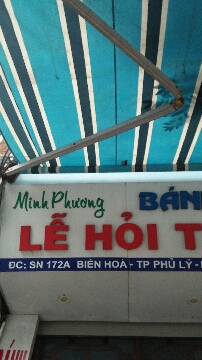 Minh Phương BÁN
LỄ HỎI T
ĐC: SN 172A BIÊN HOÀ - TP PHỦ LÝ -